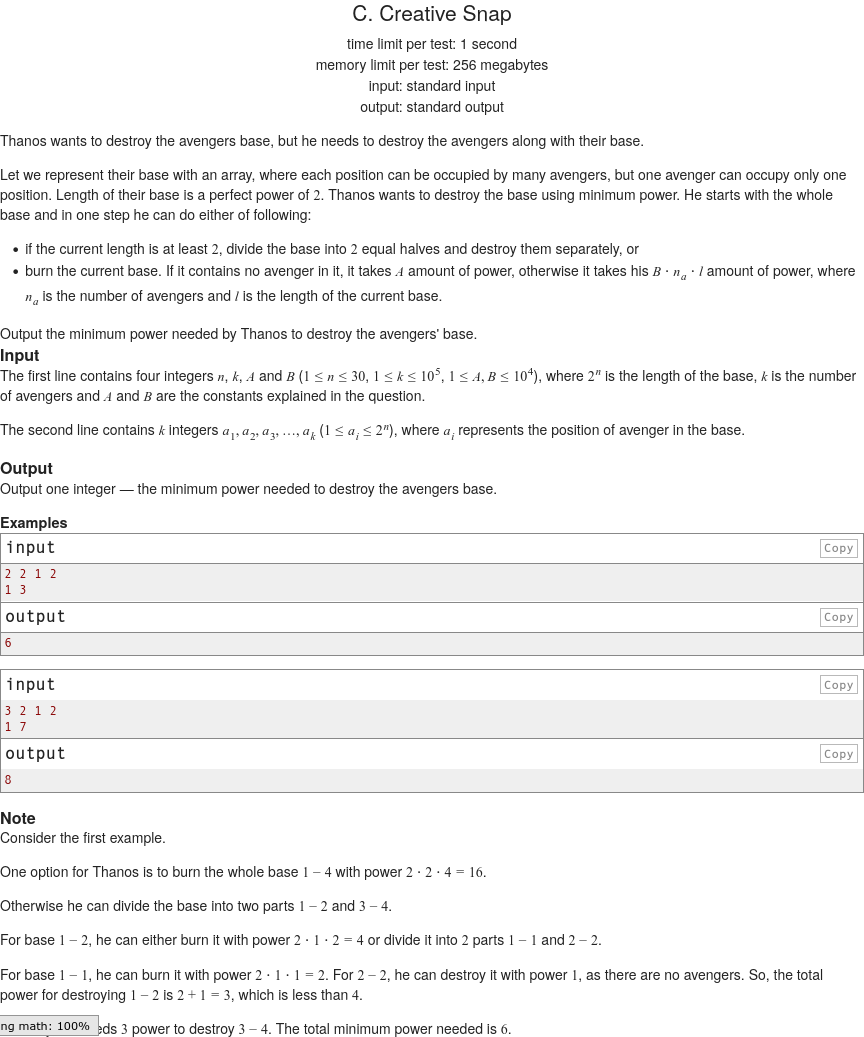 C. Creative Snap
time limit per test: 1 second
memory limit per test: 256 megabytes
input: standard input
output: standard output
Thanos wants to destroy the avengers base, but he needs to destroy the avengers along with their base.
Let we represent their base with an array, where each position can be occupied by many avengers, but one avenger can occupy only one
position. Length of their base is a perfect power of 2. Thanos wants to destroy the base using minimum power. He starts with the whole
base and in one step he can do either of following:
• if the current length is at least 2, divide the base into 2 equal halves and destroy them separately, or
• burn the current base. If it contains no avenger in it, it takes A amount of power, otherwise it takes his B · n_a · l amount of power, where
n_a is the number of avengers and l is the length of the current base.
Output the minimum power needed by Thanos to destroy the avengers' base.
Input
The first line contains four integers n, k, A and B (1 ≤ n ≤ 30, 1 ≤ k ≤ 10^5, 1 ≤ A, B ≤ 10^4), where 2^n is the length of the base, k is the number
of avengers and A and B are the constants explained in the question.
The second line contains k integers a_1, a_2, a_3, …, a_k (1 ≤ a_i ≤ 2^n), where a_i represents the position of avenger in the base.
Output
Output one integer — the minimum power needed to destroy the avengers base.
Examples
input Copy
2 2 1 2
1 3
output Copy
6
input Copy
3 2 1 2
1 7
output Copy
8
Note
Consider the first example.
One option for Thanos is to burn the whole base 1 − 4 with power 2 · 2 · 4 = 16.
Otherwise he can divide the base into two parts 1 − 2 and 3 − 4.
For base 1 − 2, he can either burn it with power 2 · 1 · 2 = 4 or divide it into 2 parts 1 − 1 and 2 − 2.
For base 1 − 1, he can burn it with power 2 · 1 · 1 = 2. For 2 − 2, he can destroy it with power 1, as there are no avengers. So, the total
power for destroying 1 − 2 is 2 + 1 = 3, which is less than 4.
ng math: 100% eds 3 power to destroy 3 − 4. The total minimum power needed is 6.